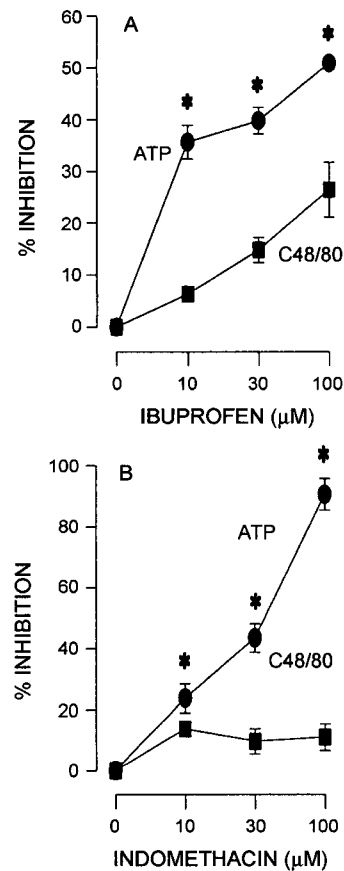 60
A
50
40
ATP
30
C48/80
20
10
0
% INHIBITION
0 10 30 100
IBUPROFEN (µM)
100
B
80
ATP
60
40
C48/80
20
0
% INHIBITION
0 10 30 100
INDOMETHACIN (µM)